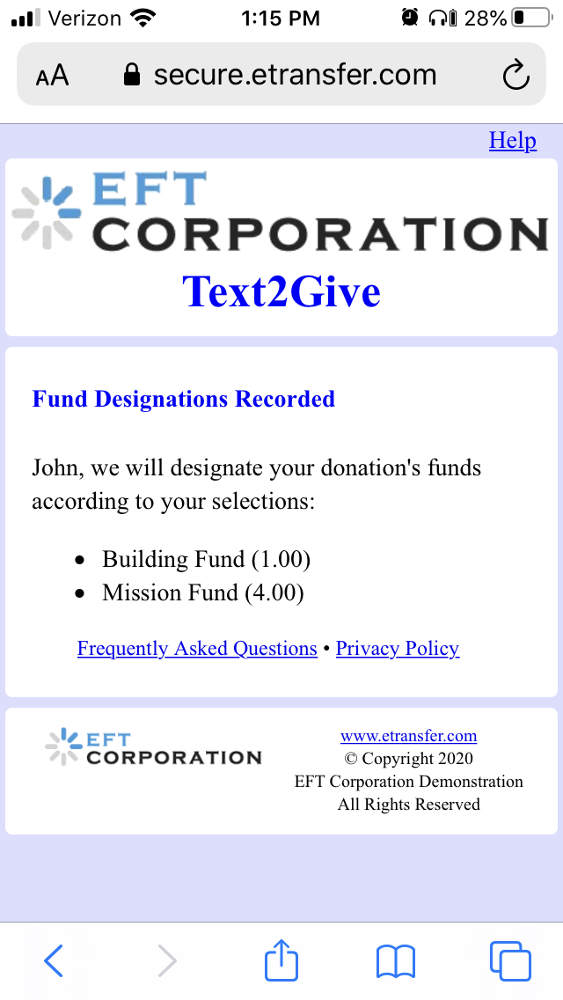 Verizon 1:15 PM 28%
AA secure.etransfer.com
Help
EFT
CORPORATION
Text2Give
Fund Designations Recorded
John, we will designate your donation's funds
according to your selections:
• Building Fund (1.00)
• Mission Fund (4.00)
Frequently Asked Questions • Privacy Policy
EFT
CORPORATION
www.etransfer.com
© Copyright 2020
EFT Corporation Demonstration
All Rights Reserved